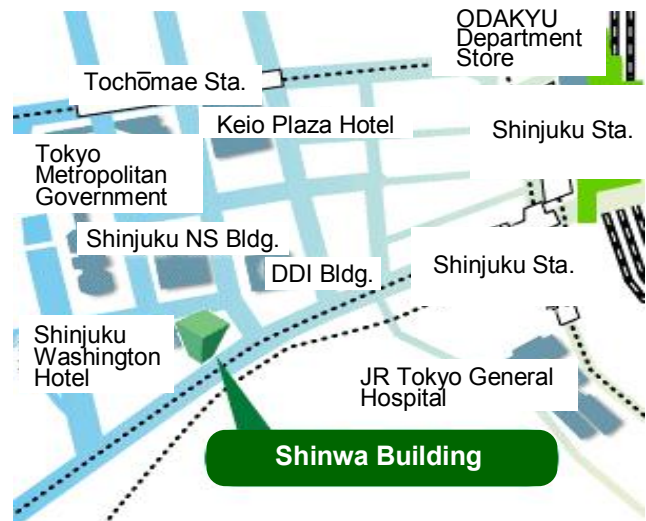 ODAKYU
Department
Store
Tochōmae Sta.
Keio Plaza Hotel
Shinjuku Sta.
Tokyo
Metropolitan
Government
Shinjuku NS Bldg.
DDI Bldg.
Shinjuku Sta.
Shinjuku
Washington
Hotel
JR Tokyo General
Hospital
Shinwa Building